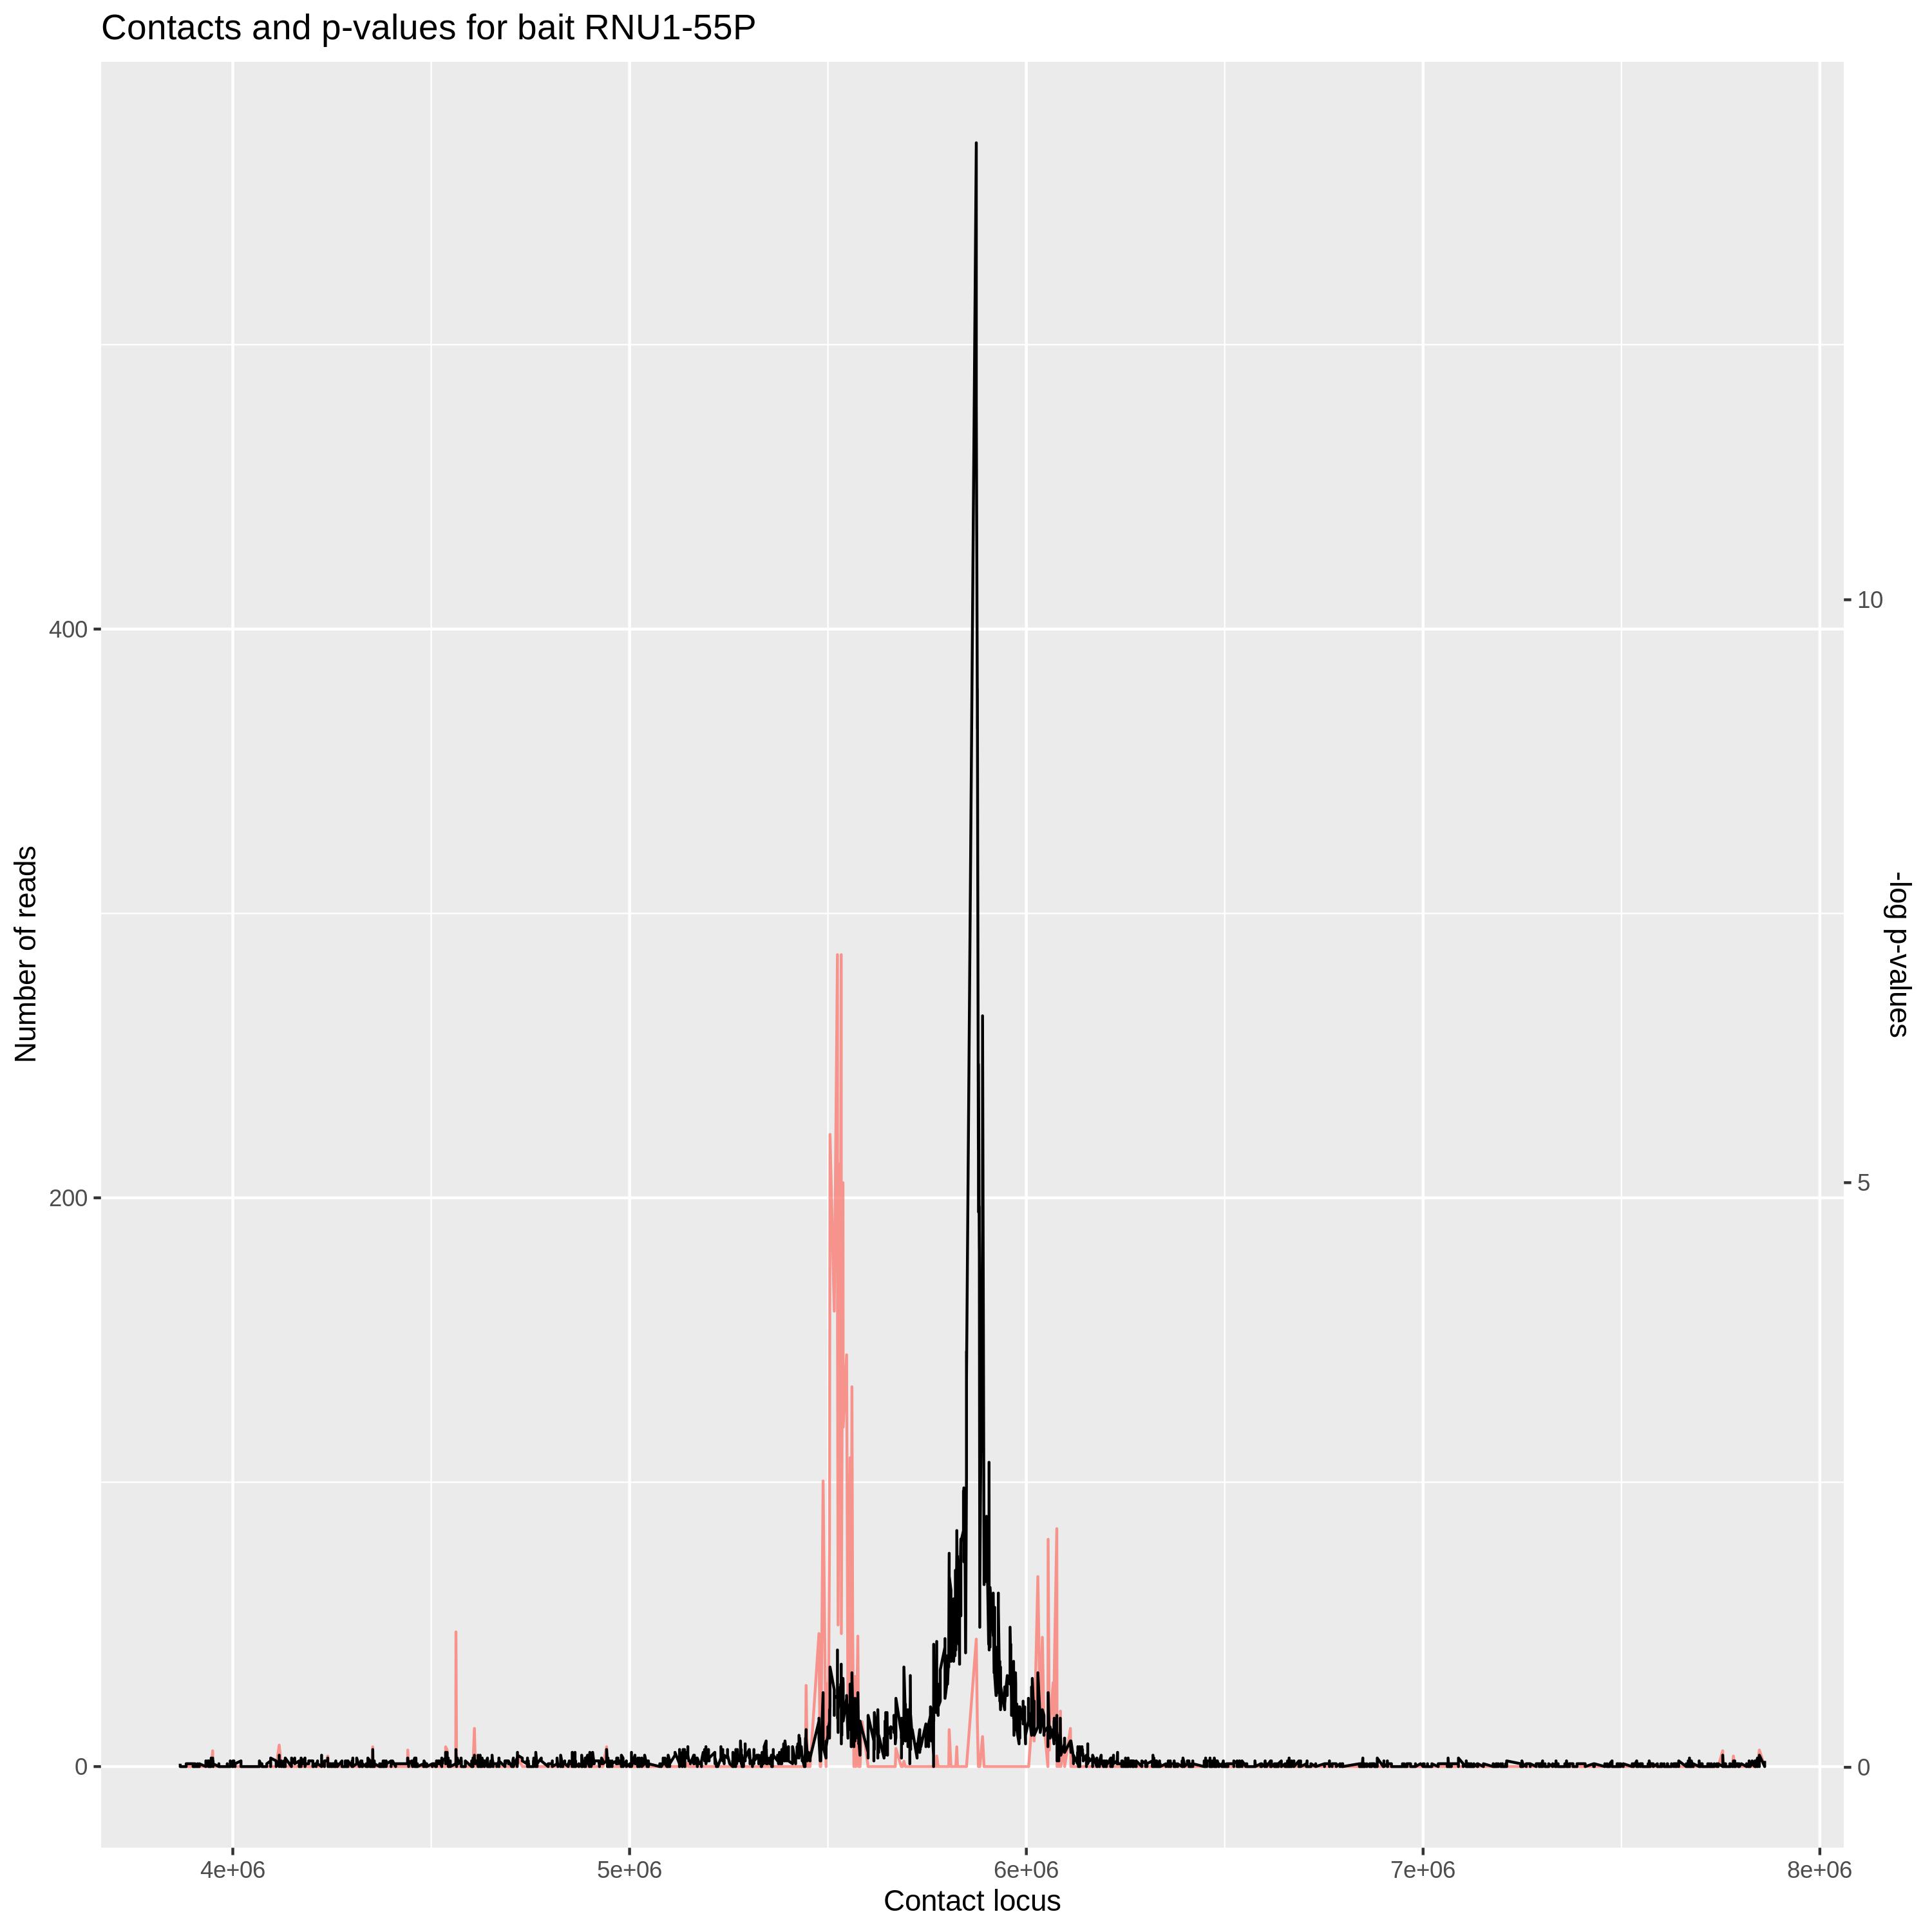 Contacts and p-values for bait RNU1-55P
Number of reads
400
200
0
10
5
0
-log p-values
4e+06 5e+06 6e+06 7e+06 8e+06
Contact locus